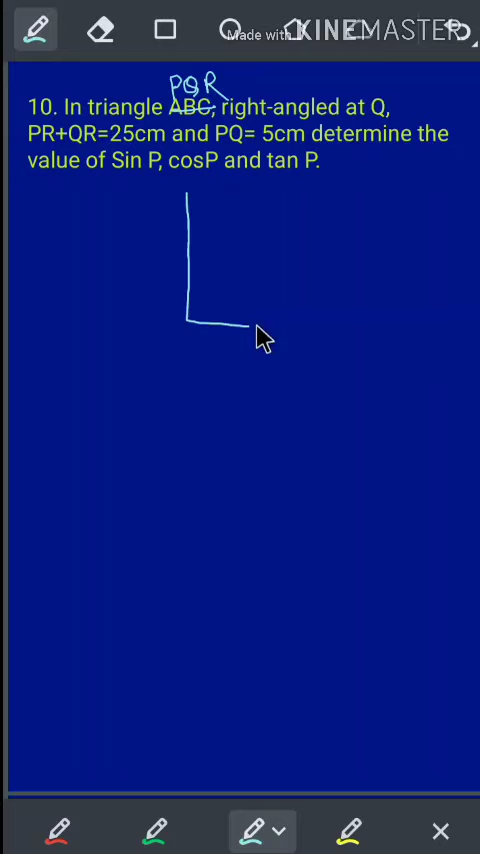 Made with KINEMASTER
PQR
10. In triangle ABC, right-angled at Q,
PR+QR=25cm and PQ= 5cm determine the
value of Sin P, cosP and tan P.